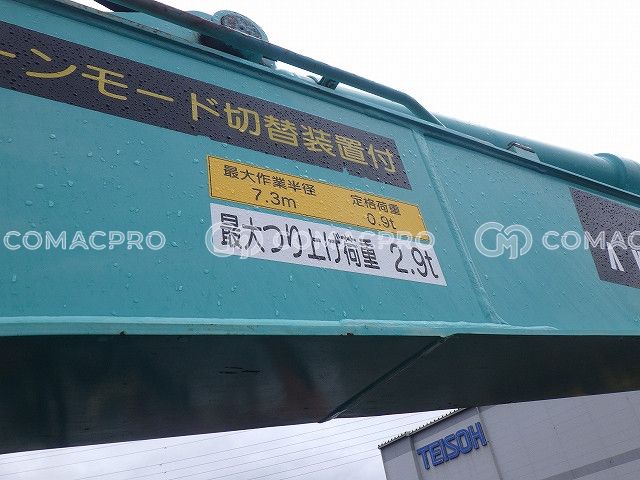 ーンモード切替装置付
最大作業半径 定格荷重
7.3m 0.9t
最大つり上げ荷重 2.9t
COMACPRO
COMACPRO
COMAC
TEISOH